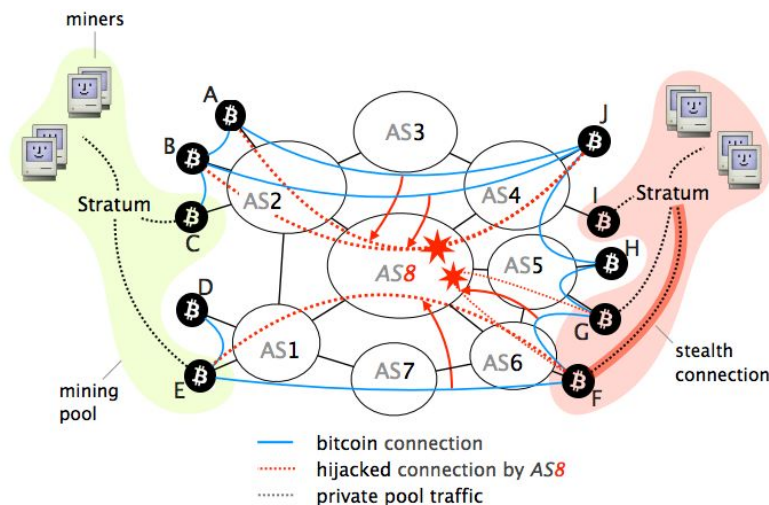 miners
A
J
AS3
B
AS2
AS4
I
Stratum
Stratum
C
H
AS8
AS5
D
G
AS1
AS6
stealth
connection
mining
pool
E
AS7
F
bitcoin connection
hijacked connection by AS8
private pool traffic